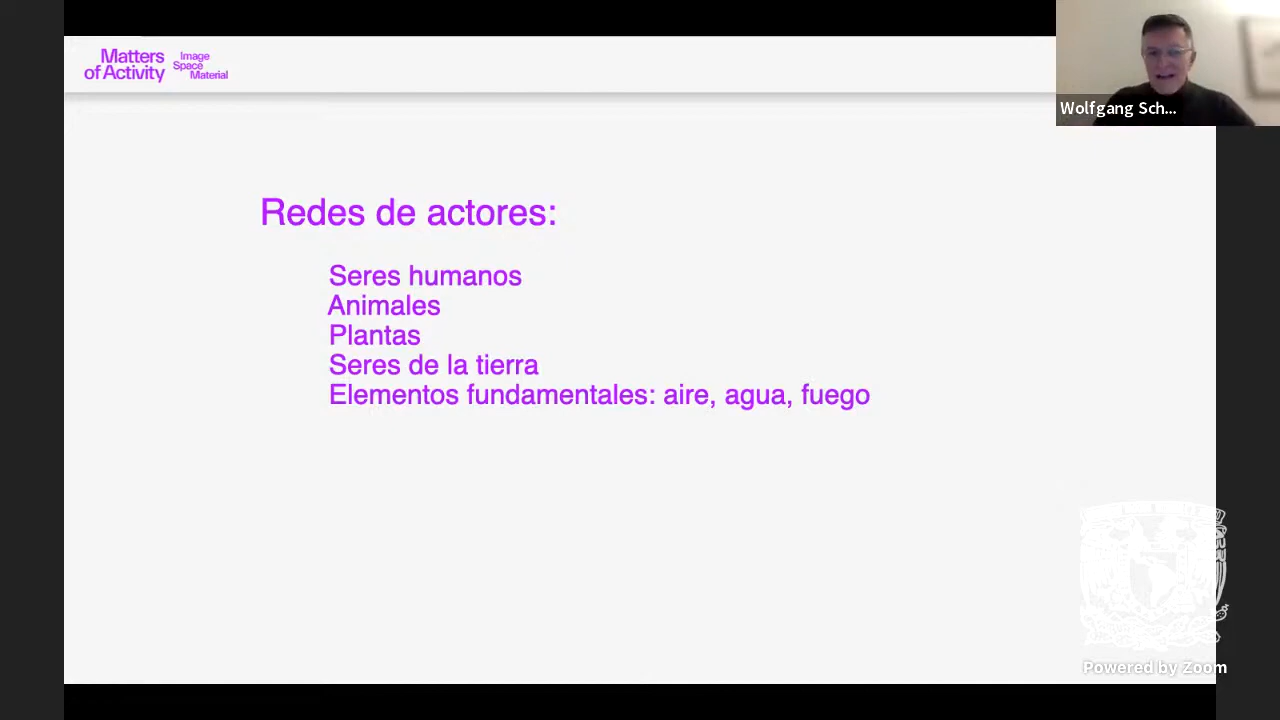 Matters
of Activity
Image
Space
Material
Wolfgang Sch...
Redes de actores:
Seres humanos
Animales
Plantas
Seres de la tierra
Elementos fundamentales: aire, agua, fuego
Powered by Zoom